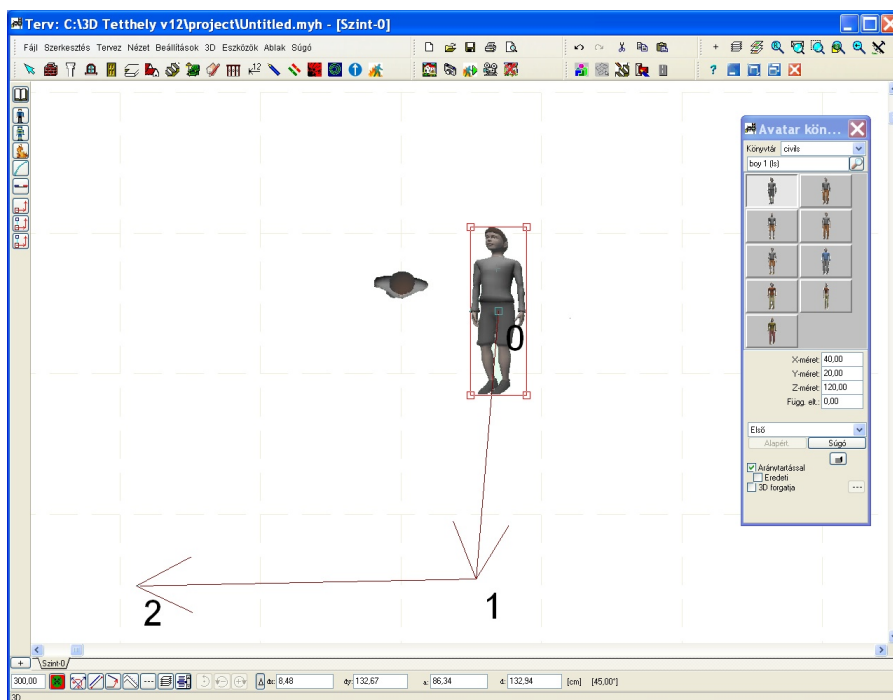 Terv: C:\3D Tetthely v12\project\Untitled.myh - [Szint-0]
Fájl Szerkesztés Tervez Nézet Beállítások 3D Eszközök Ablak Súgó
12
?
Avatar kön...
Könyvtár civils
boy 1 (ls)
X-méret: 40,00
Y-méret: 20,00
Z-méret: 120,00
Függ. elt.: 0,00
Első
Alapért. Súgó
Aránytartással
Eredeti
3D forgatja ...
0
1
2
+ Szint-0
300,00 Δ dx: 8,48 dy: 132,67 a: 86,34 d: 132,94 [cm] [45,00°]
3D